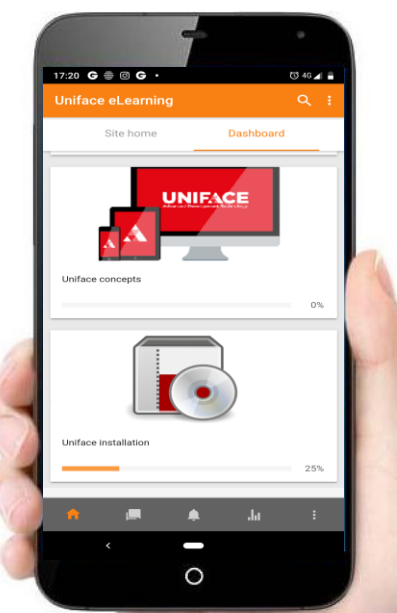 17:20 G G 4G
Uniface eLearning
Site home Dashboard
UNIFACE
Uniface concepts
0%
Uniface installation
25%